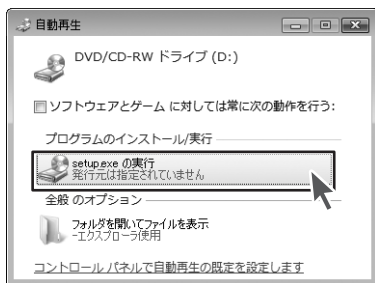 自動再生
DVD/CD-RW ドライブ (D:)
ソフトウェアとゲーム に対しては常に次の動作を行う:
プログラムのインストール/実行
setup.exe の実行
発行元は指定されていません
全般 のオプション
フォルダを開いてファイルを表示
-エクスプローラ使用
コントロール パネルで自動再生の既定を設定します